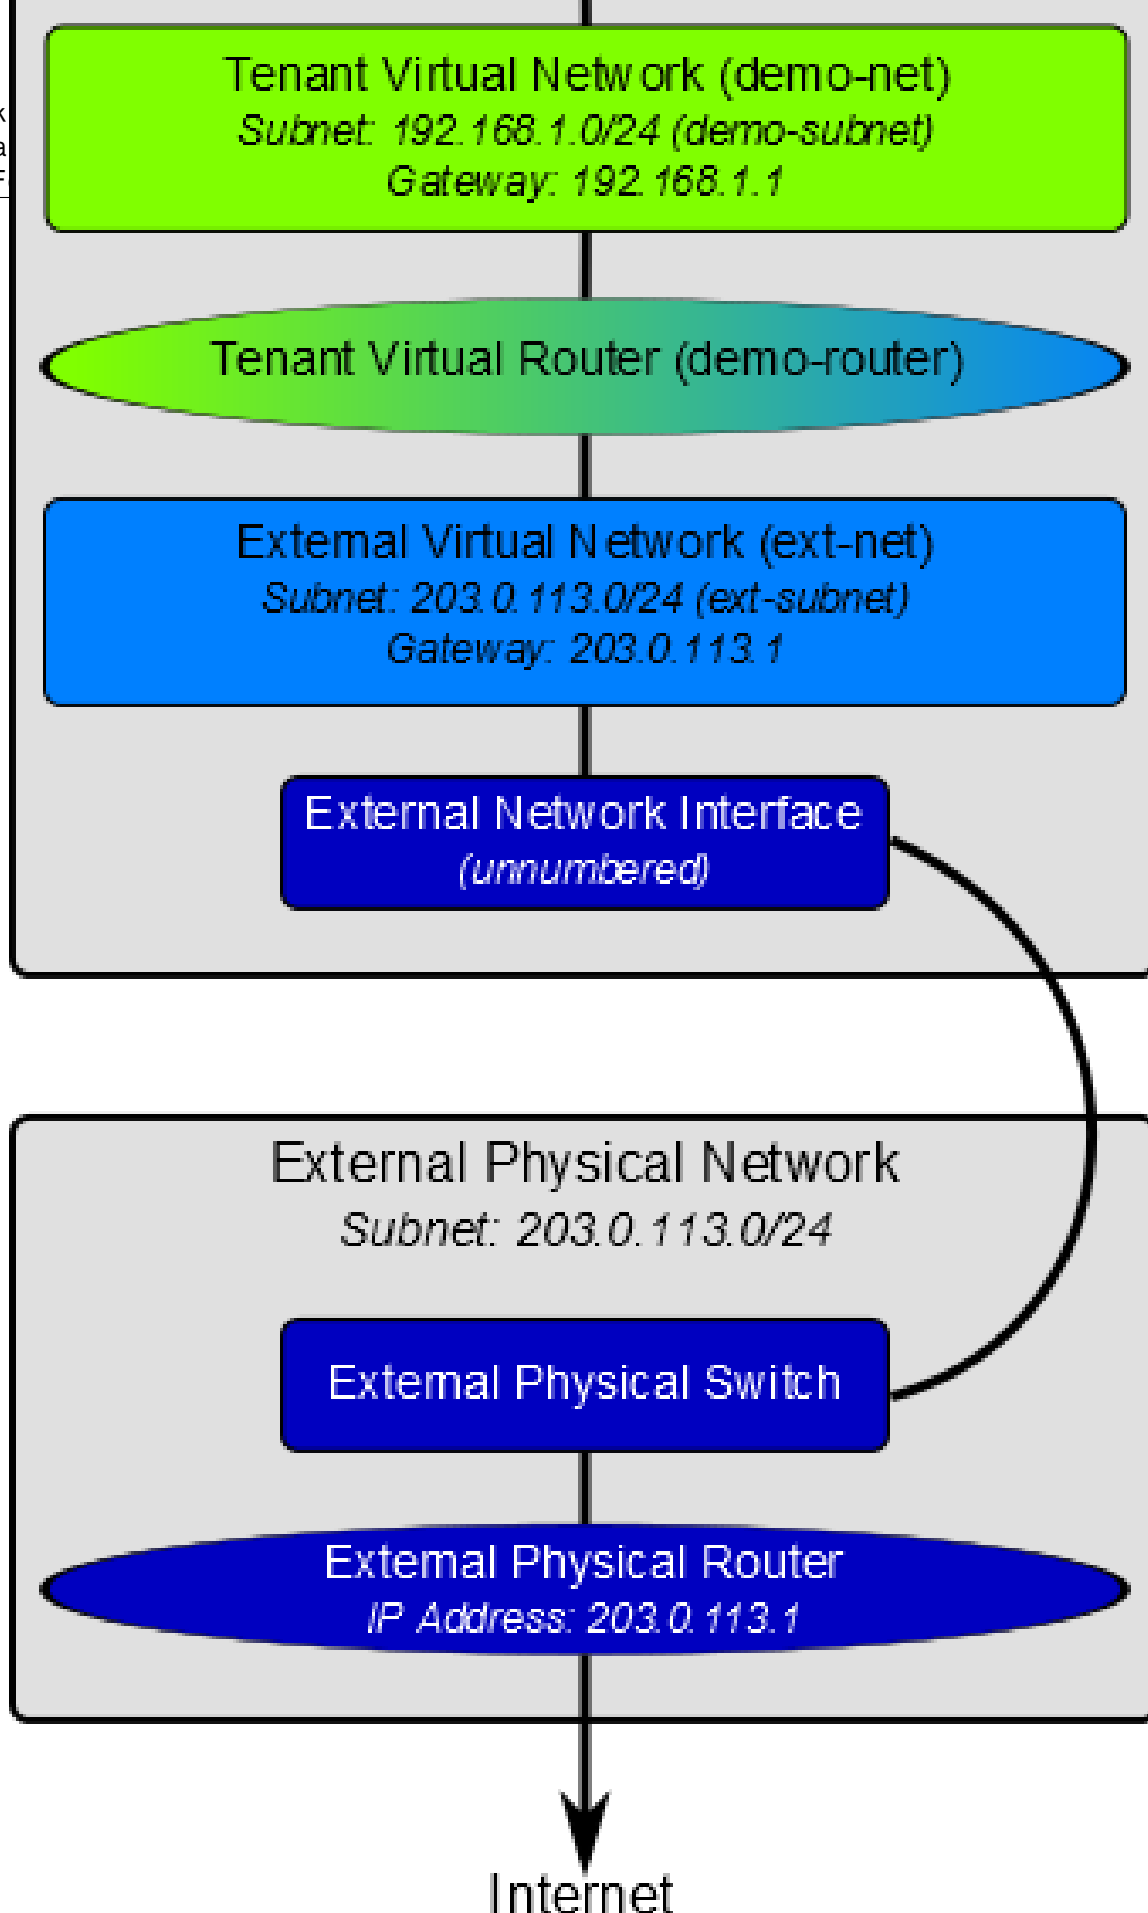 Tenant Virtual Network (demo-net)
Subnet: 192.168.1.0/24 (demo-subnet)
Gateway: 192.168.1.1
Tenant Virtual Router (demo-router)
External Virtual Network (ext-net)
Subnet: 203.0.113.0/24 (ext-subnet)
Gateway: 203.0.113.1
External Network Interface
(unnumbered)
External Physical Network
Subnet: 203.0.113.0/24
External Physical Switch
External Physical Router
IP Address: 203.0.113.1
Internet